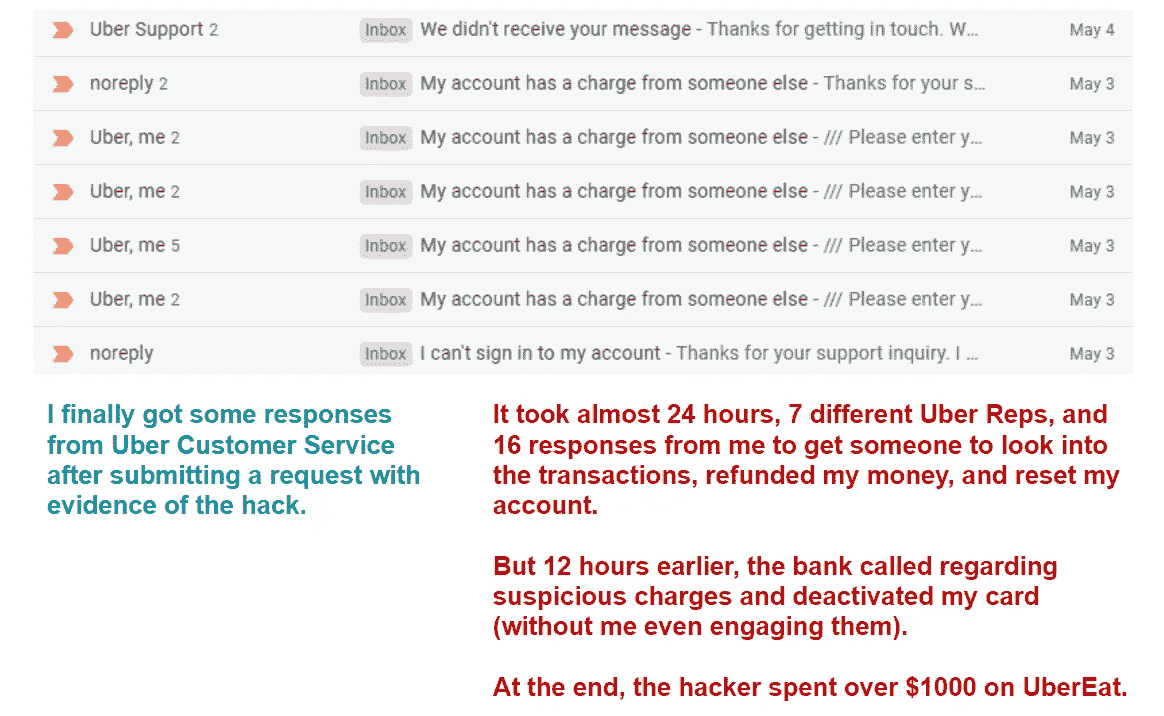 Uber Support 2 Inbox We didn't receive your message - Thanks for getting in touch. W... May 4
noreply 2 Inbox My account has a charge from someone else - Thanks for your s... May 3
Uber, me 2 Inbox My account has a charge from someone else - /// Please enter y... May 3
Uber, me 2 Inbox My account has a charge from someone else - /// Please enter y... May 3
Uber, me 5 Inbox My account has a charge from someone else - /// Please enter y... May 3
Uber, me 2 Inbox My account has a charge from someone else - /// Please enter y... May 3
noreply Inbox I can't sign in to my account - Thanks for your support inquiry. I ... May 3
I finally got some responses
from Uber Customer Service
after submitting a request with
evidence of the hack.
It took almost 24 hours, 7 different Uber Reps, and
16 responses from me to get someone to look into
the transactions, refunded my money, and reset my
account.
But 12 hours earlier, the bank called regarding
suspicious charges and deactivated my card
(without me even engaging them).
At the end, the hacker spent over $1000 on UberEat.